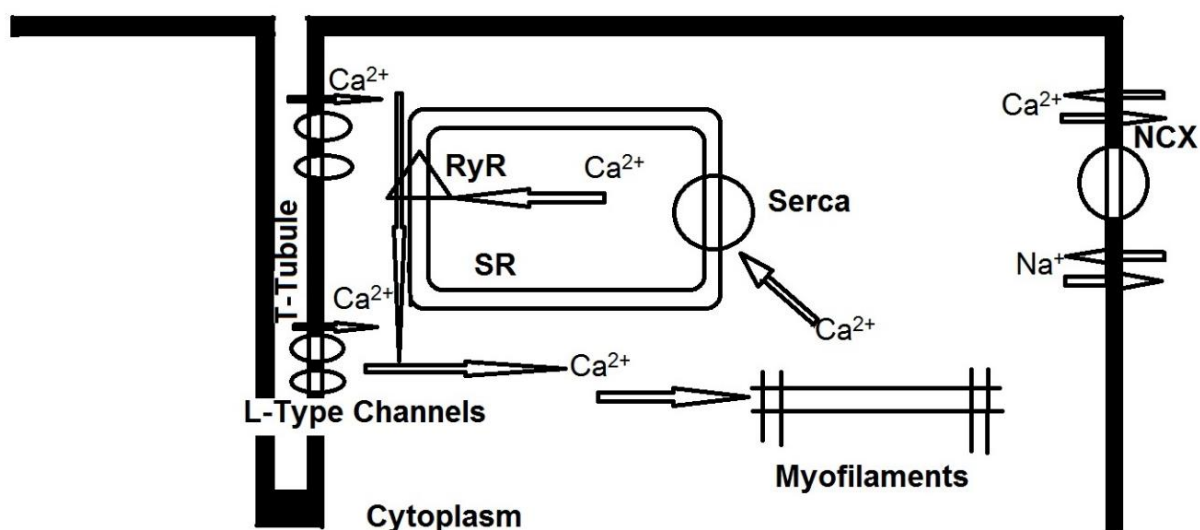 Ca²⁺
Ca²⁺
NCX
RyR
Ca²⁺
Serca
T-Tubule
SR
Na⁺
Ca²⁺
Ca²⁺
Ca²⁺
L-Type Channels
Myofilaments
Cytoplasm